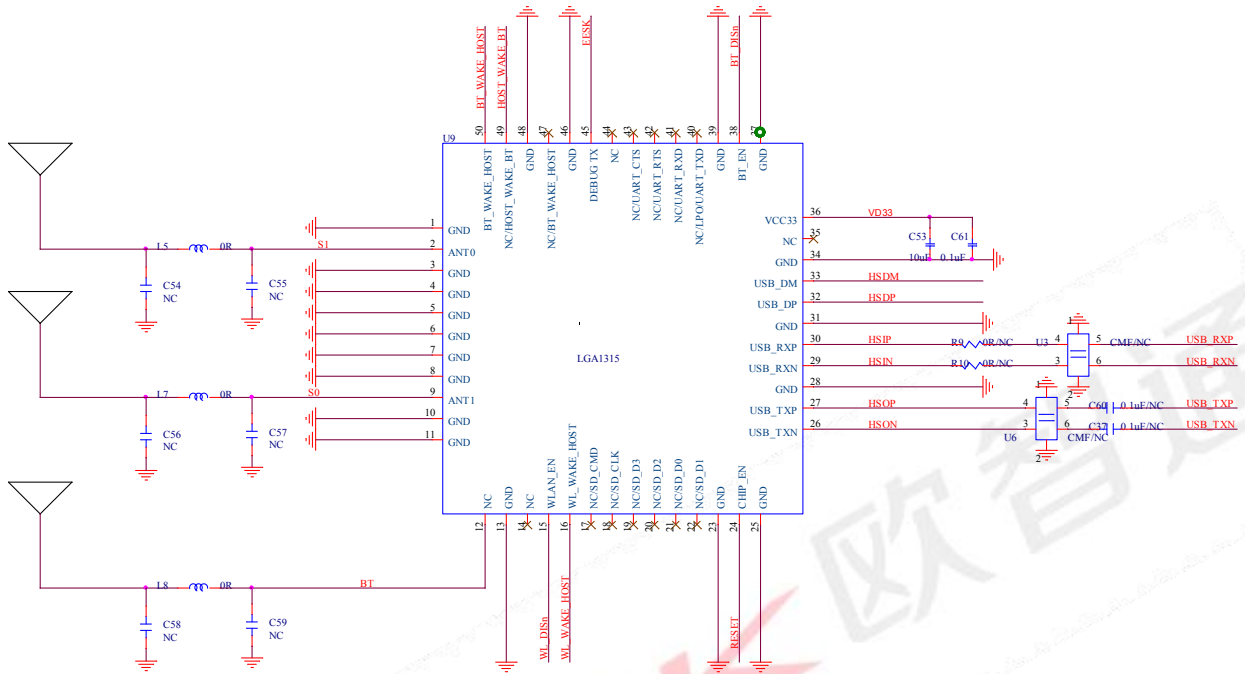 BT_WAKE_HOST
HOST_WAKE_BT
EESK
BT_DISn
U9
50
49
48
47
46
45
44
43
42
41
40
39
38
37
BT_WAKE_HOST
NC/HOST_WAKE_BT
GND
NC/BT_WAKE_HOST
GND
DEBUG TX
NC
NC/UART_CTS
NC/UART_RTS
NC/UART_RXD
NC/LPO/UART_TXD
GND
BT_EN
GND
1 GND
L5 0R S1 2 ANT0
3 GND
C54 NC
C55 NC
4 GND
5 GND
6 GND
7 GND
8 GND
L7 0R S0 9 ANT1
10 GND
11 GND
C56 NC
C57 NC
LGA1315
VCC33 36 VD33
NC 35
C53 10uF
C61 0.1uF
GND 34
USB_DM 33 HSDM
USB_DP 32 HSDP
GND 31
USB_RXP 30 HSIP R9 0R/NC U3 4 1 5 CMF/NC USB_RXP
USB_RXN 29 HSIN R10 0R/NC 3 6 USB_RXN
GND 28 2
USB_TXP 27 HSOP 4 1 5 C60 0.1uF/NC USB_TXP
USB_TXN 26 HSON 3 6 C37 0.1uF/NC USB_TXN
U6 2 CMF/NC
NC
GND
NC
WLAN_EN
WL_WAKE_HOST
NC/SD_CMD
NC/SD_CLK
NC/SD_D3
NC/SD_D2
NC/SD_D0
NC/SD_D1
GND
CHIP_EN
GND
12
13
14
15
16
17
18
19
20
21
22
23
24
25
L8 0R BT
C58 NC
C59 NC
WL_DISn
WL_WAKE_HOST
RESET
欧智通